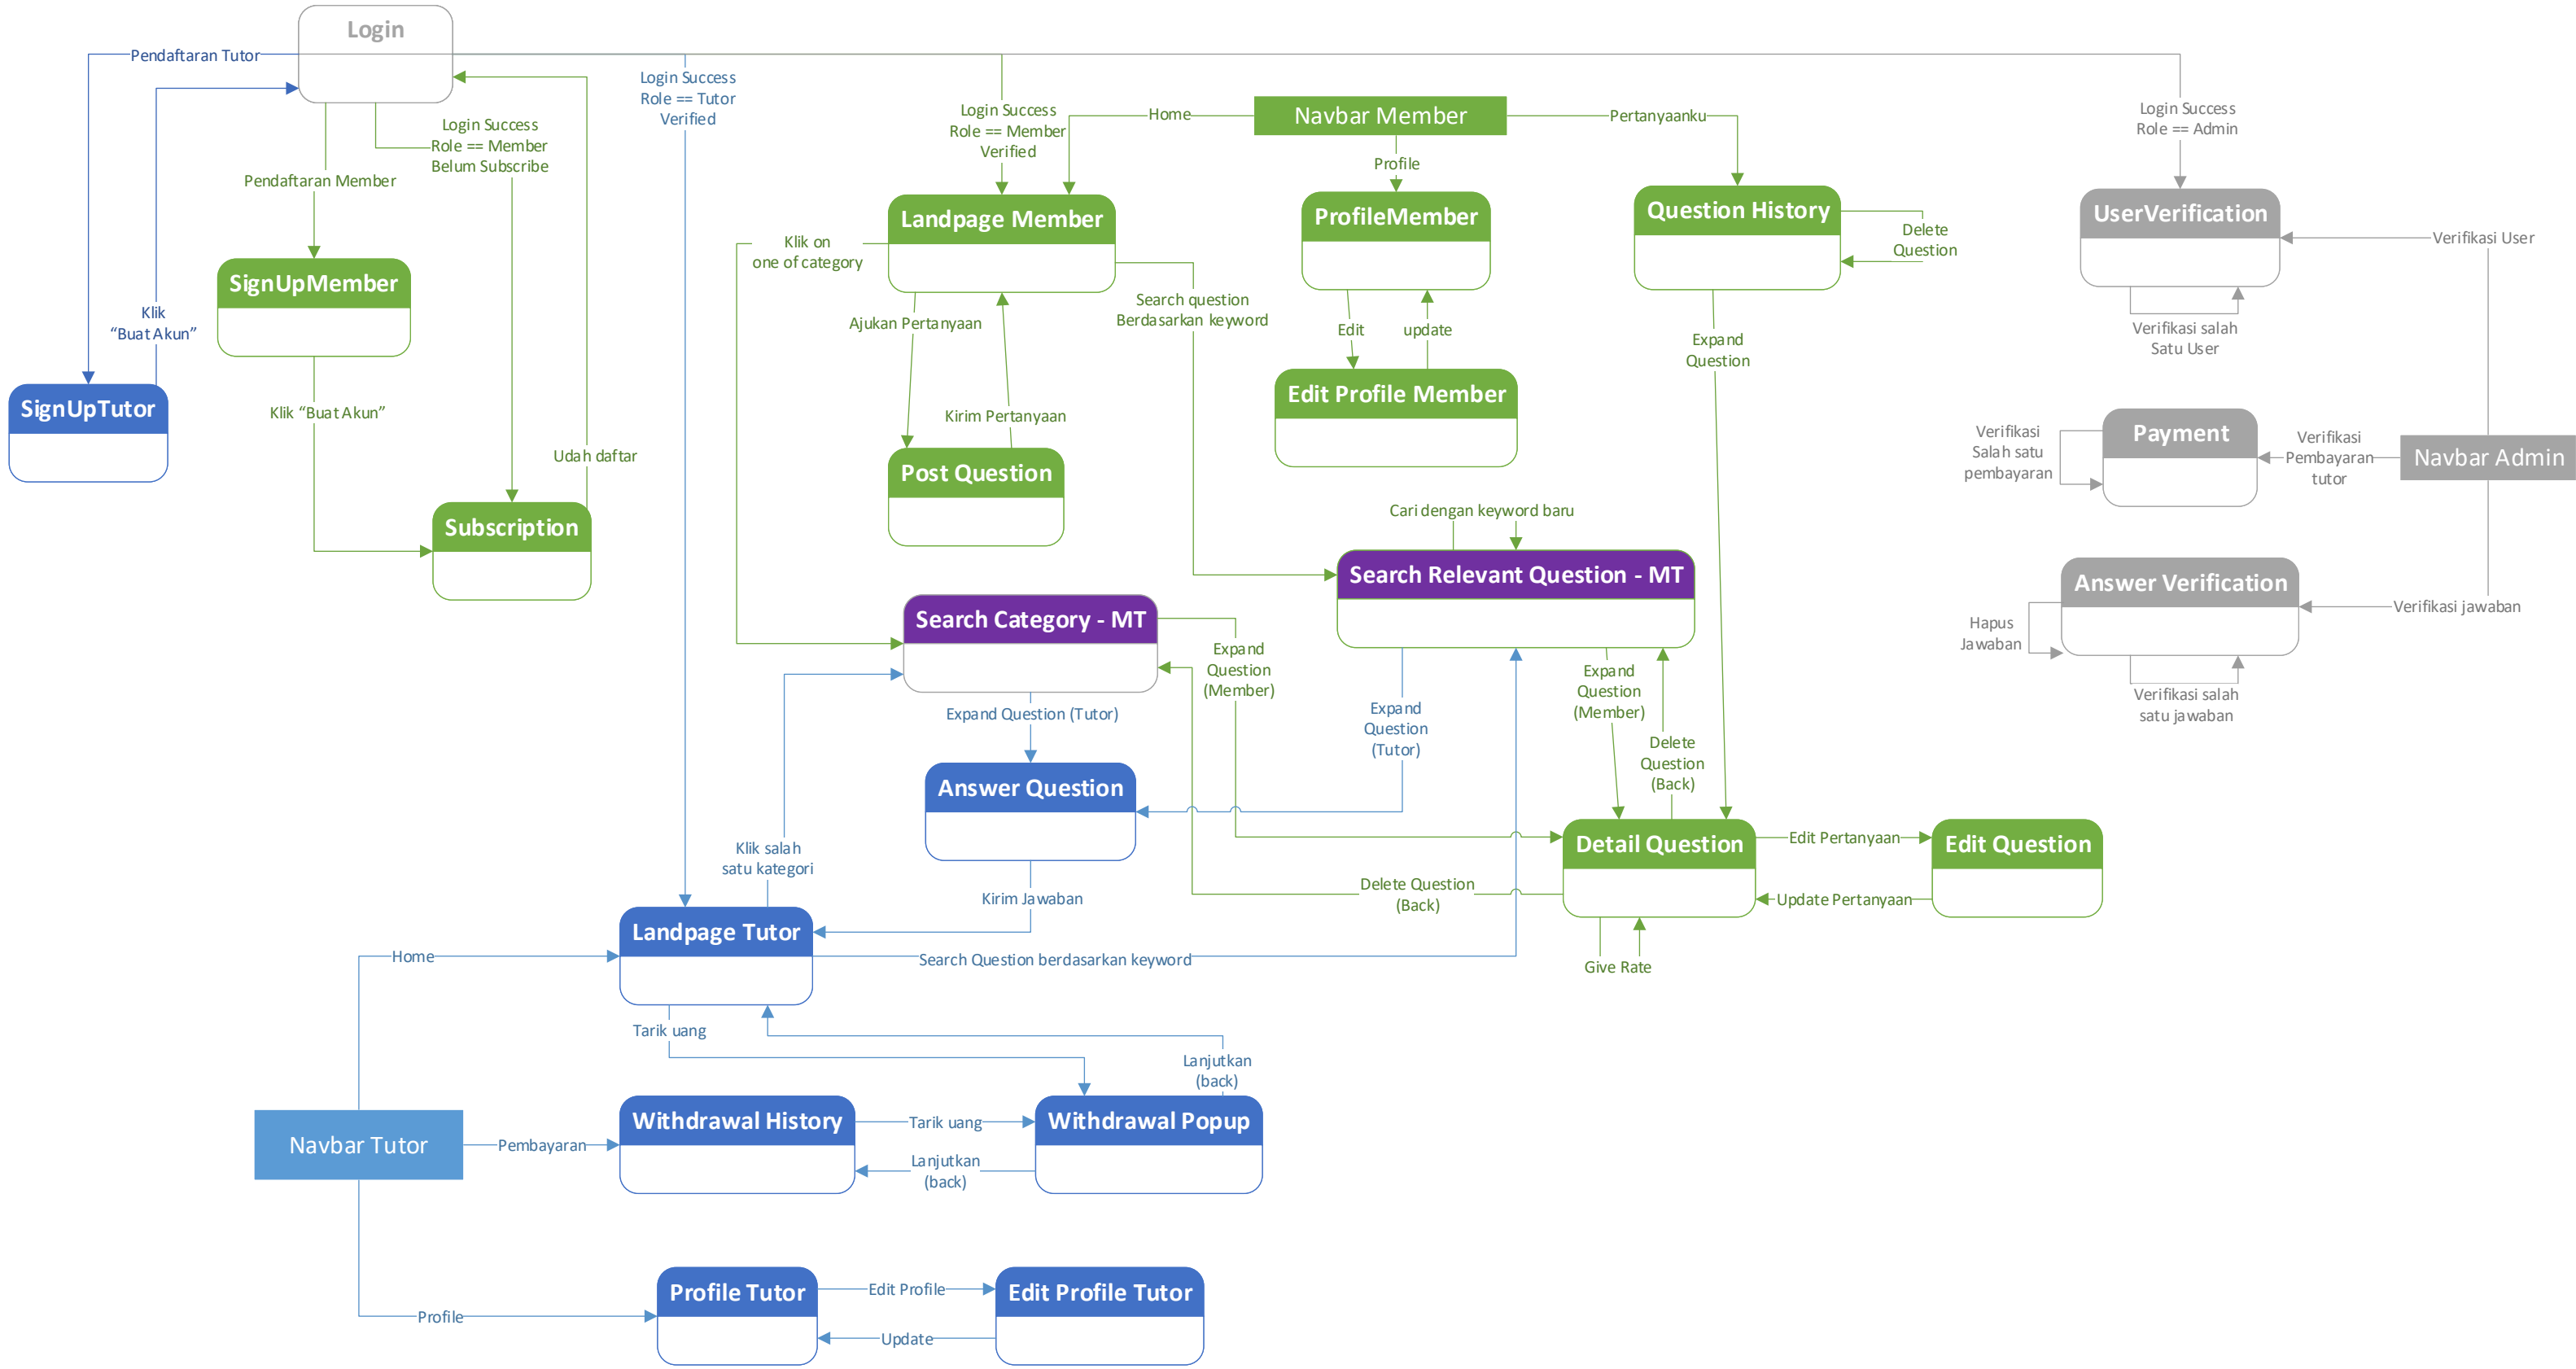 Login
Pendaftaran Tutor
Login Success
Role == Tutor
Verified
Login Success
Role == Member
Verified
Home
Navbar Member
Pertanyaanku
Login Success
Role == Admin
Login Success
Role == Member
Belum Subscribe
Pendaftaran Member
Profile
Landpage Member
ProfileMember
Question History
UserVerification
Delete
Question
Verifikasi User
Klik on
one of category
SignUpMember
Klik
“Buat Akun”
Ajukan Pertanyaan
Search question
Berdasarkan keyword
Edit
update
Expand
Question
Verifikasi salah
Satu User
SignUpTutor
Klik “Buat Akun”
Kirim Pertanyaan
Edit Profile Member
Udah daftar
Post Question
Verifikasi
Salah satu
pembayaran
Payment
Verifikasi
Pembayaran
tutor
Navbar Admin
Subscription
Cari dengan keyword baru
Search Relevant Question - MT
Answer Verification
Verifikasi jawaban
Hapus
Jawaban
Verifikasi salah
satu jawaban
Search Category - MT
Expand
Question
(Member)
Expand
Question
(Member)
Expand Question (Tutor)
Expand
Question
(Tutor)
Delete
Question
(Back)
Answer Question
Klik salah
satu kategori
Detail Question
Edit Pertanyaan
Edit Question
Kirim Jawaban
Delete Question
(Back)
Update Pertanyaan
Landpage Tutor
Home
Search Question berdasarkan keyword
Give Rate
Tarik uang
Lanjutkan
(back)
Navbar Tutor
Pembayaran
Withdrawal History
Tarik uang
Withdrawal Popup
Lanjutkan
(back)
Profile
Profile Tutor
Edit Profile
Edit Profile Tutor
Update